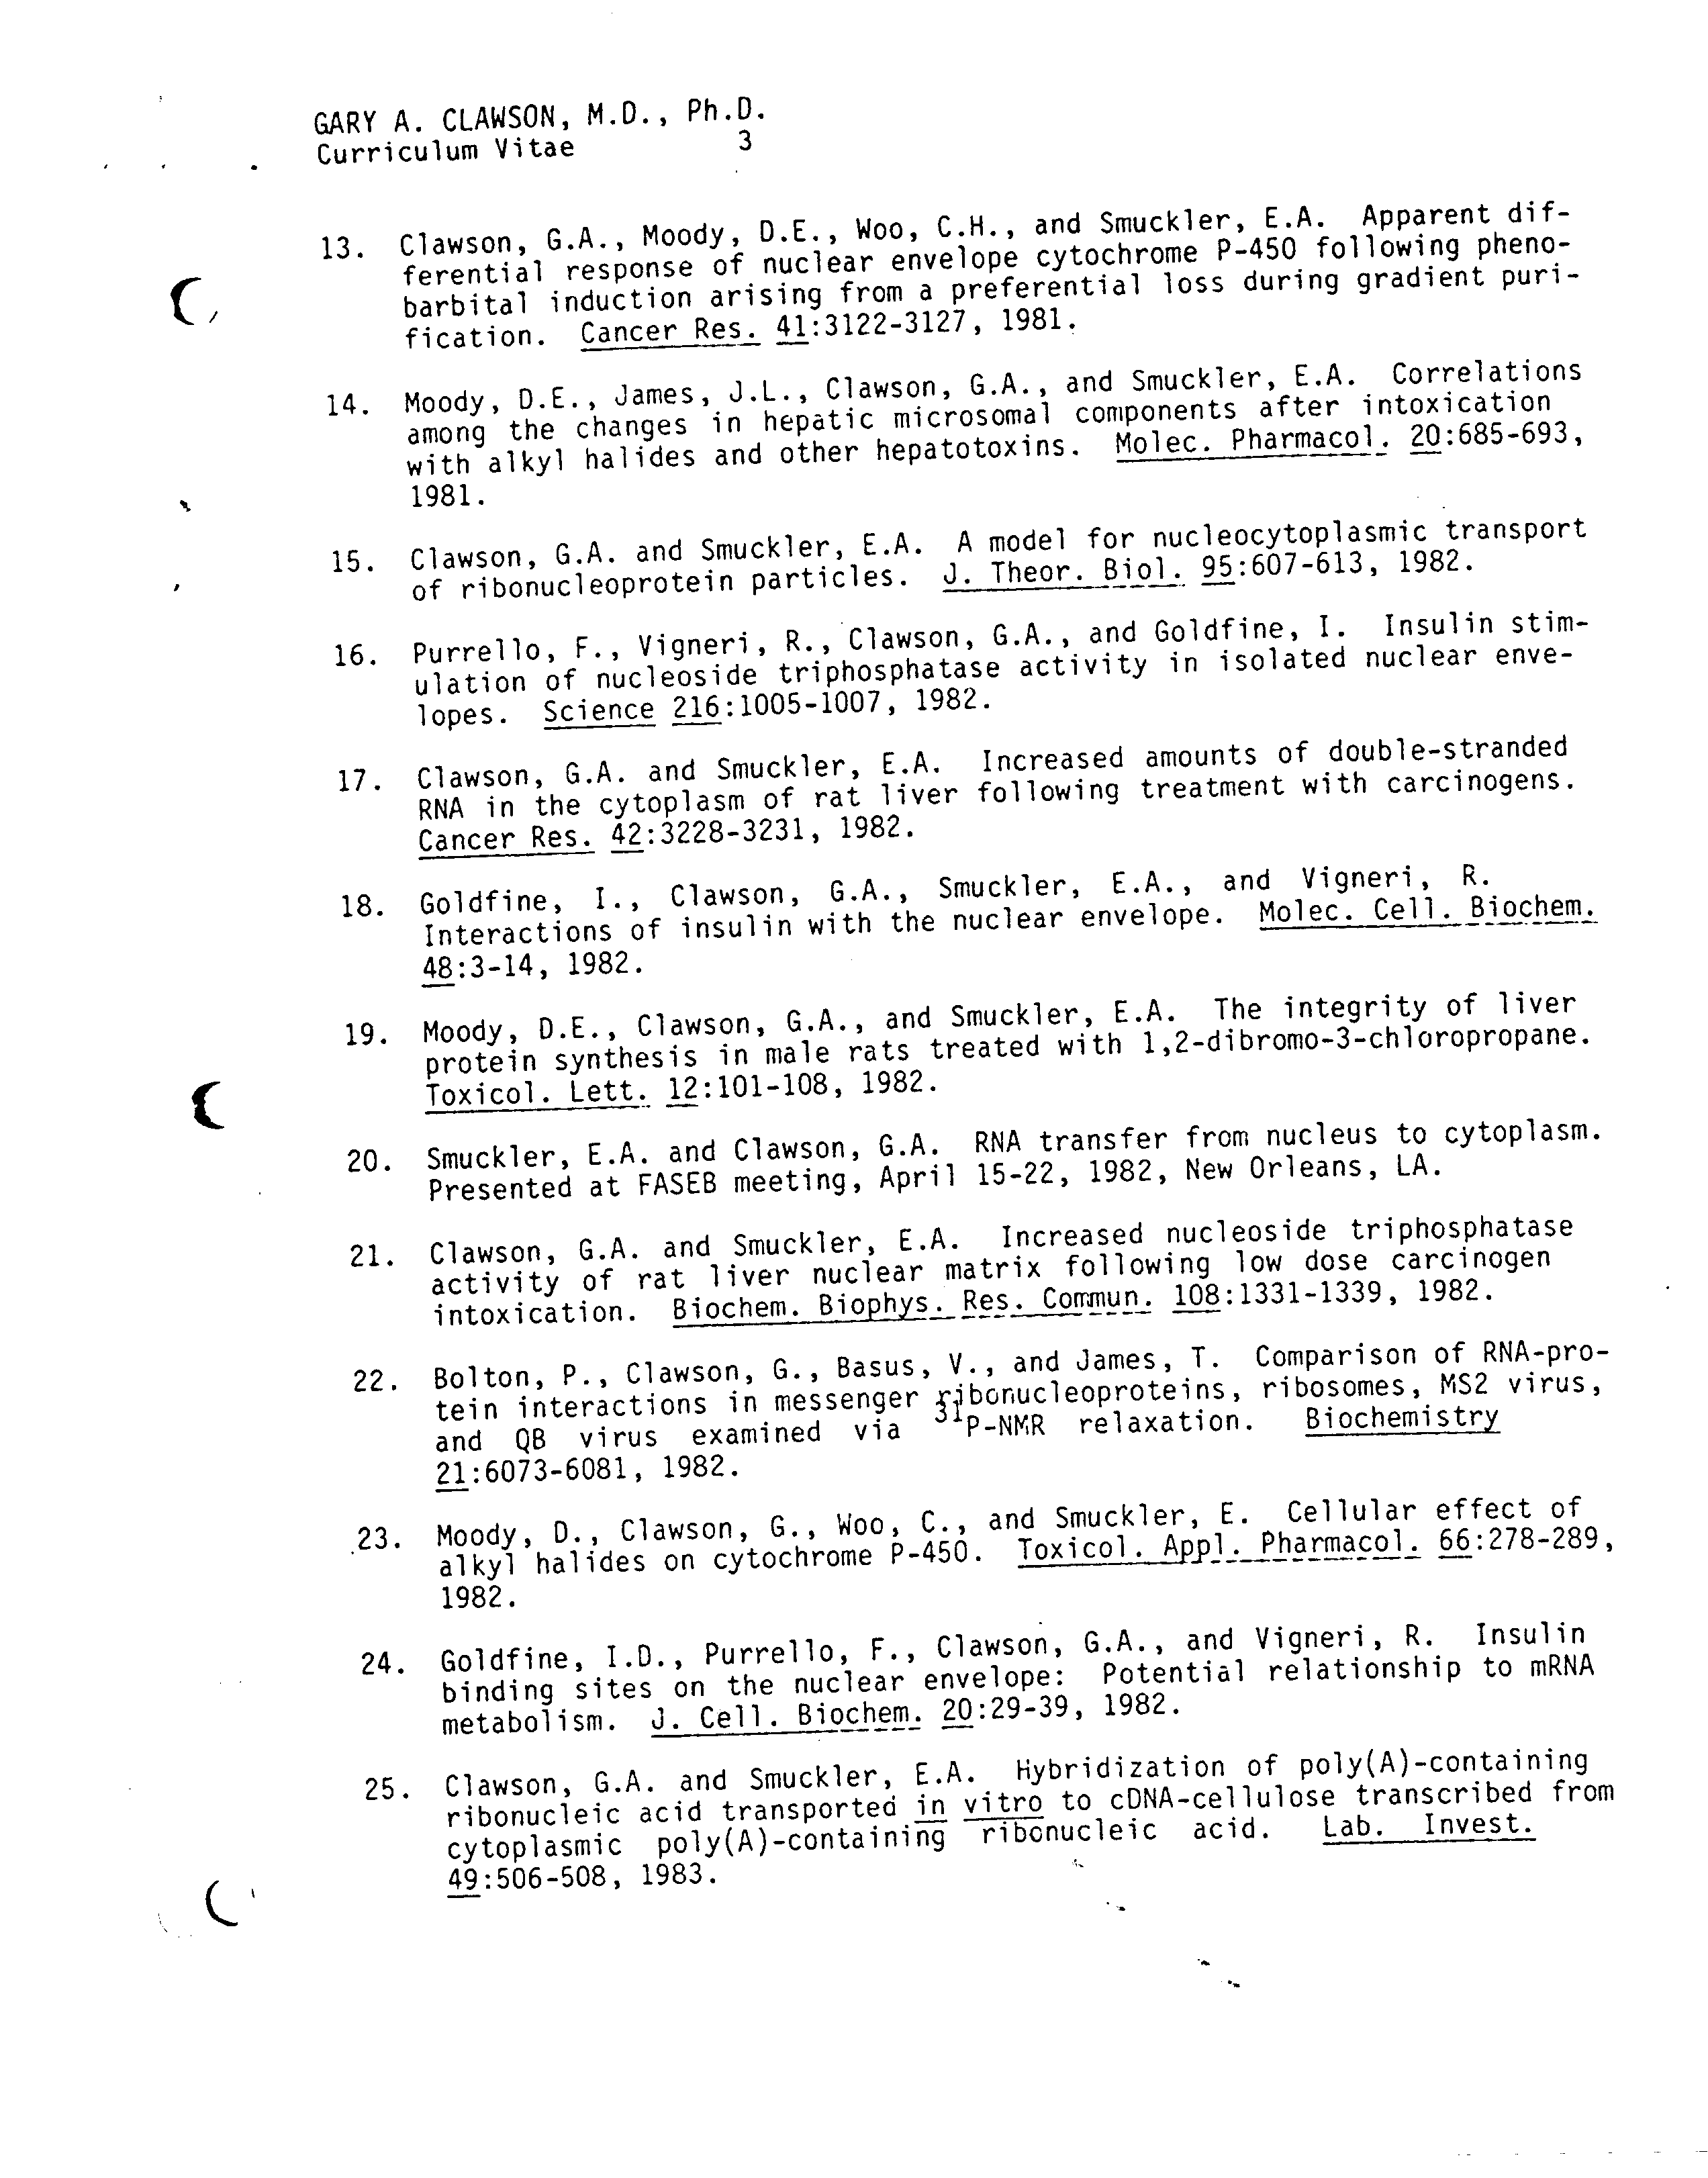 GARY A. CLAWSON, M.D., Ph.D.
Curriculum Vitae 3
13. Clawson, G.A., Moody, D.E., Woo, C.H., and Smuckler, E.A. Apparent dif-
ferential response of nuclear envelope cytochrome P-450 following pheno-
barbital induction arising from a preferential loss during gradient puri-
fication. Cancer Res. 41:3122-3127, 1981.
14. Moody, D.E., James, J.L., Clawson, G.A., and Smuckler, E.A. Correlations
among the changes in hepatic microsomal components after intoxication
with alkyl halides and other hepatotoxins. Molec. Pharmacol. 20:685-693,
1981.
15. Clawson, G.A. and Smuckler, E.A. A model for nucleocytoplasmic transport
of ribonucleoprotein particles. J. Theor. Biol. 95:607-613, 1982.
16. Purrello, F., Vigneri, R., Clawson, G.A., and Goldfine, I. Insulin stim-
ulation of nucleoside triphosphatase activity in isolated nuclear enve-
lopes. Science 216:1005-1007, 1982.
17. Clawson, G.A. and Smuckler, E.A. Increased amounts of double-stranded
RNA in the cytoplasm of rat liver following treatment with carcinogens.
Cancer Res. 42:3228-3231, 1982.
18. Goldfine, I., Clawson, G.A., Smuckler, E.A., and Vigneri, R.
Interactions of insulin with the nuclear envelope. Molec. Cell. Biochem.
48:3-14, 1982.
19. Moody, D.E., Clawson, G.A., and Smuckler, E.A. The integrity of liver
protein synthesis in male rats treated with 1,2-dibromo-3-chloropropane.
Toxicol. Lett. 12:101-108, 1982.
20. Smuckler, E.A. and Clawson, G.A. RNA transfer from nucleus to cytoplasm.
Presented at FASEB meeting, April 15-22, 1982, New Orleans, LA.
21. Clawson, G.A. and Smuckler, E.A. Increased nucleoside triphosphatase
activity of rat liver nuclear matrix following low dose carcinogen
intoxication. Biochem. Biophys. Res. Commun. 108:1331-1339, 1982.
22. Bolton, P., Clawson, G., Basus, V., and James, T. Comparison of RNA-pro-
tein interactions in messenger ribonucleoproteins, ribosomes, MS2 virus,
and QB virus examined via 31P-NMR relaxation. Biochemistry
21:6073-6081, 1982.
23. Moody, D., Clawson, G., Woo, C., and Smuckler, E. Cellular effect of
alkyl halides on cytochrome P-450. Toxicol. Appl. Pharmacol. 66:278-289,
1982.
24. Goldfine, I.D., Purrello, F., Clawson, G.A., and Vigneri, R. Insulin
binding sites on the nuclear envelope: Potential relationship to mRNA
metabolism. J. Cell. Biochem. 20:29-39, 1982.
25. Clawson, G.A. and Smuckler, E.A. Hybridization of poly(A)-containing
ribonucleic acid transported in vitro to cDNA-cellulose transcribed from
cytoplasmic poly(A)-containing ribonucleic acid. Lab. Invest.
49:506-508, 1983.